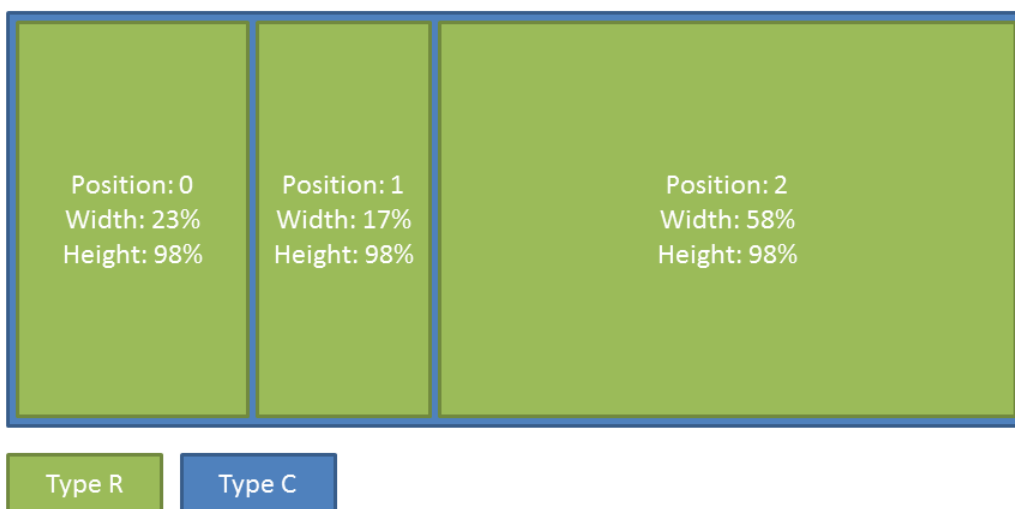 Position: 0
Width: 23%
Height: 98%
Position: 1
Width: 17%
Height: 98%
Position: 2
Width: 58%
Height: 98%
Type R
Type C